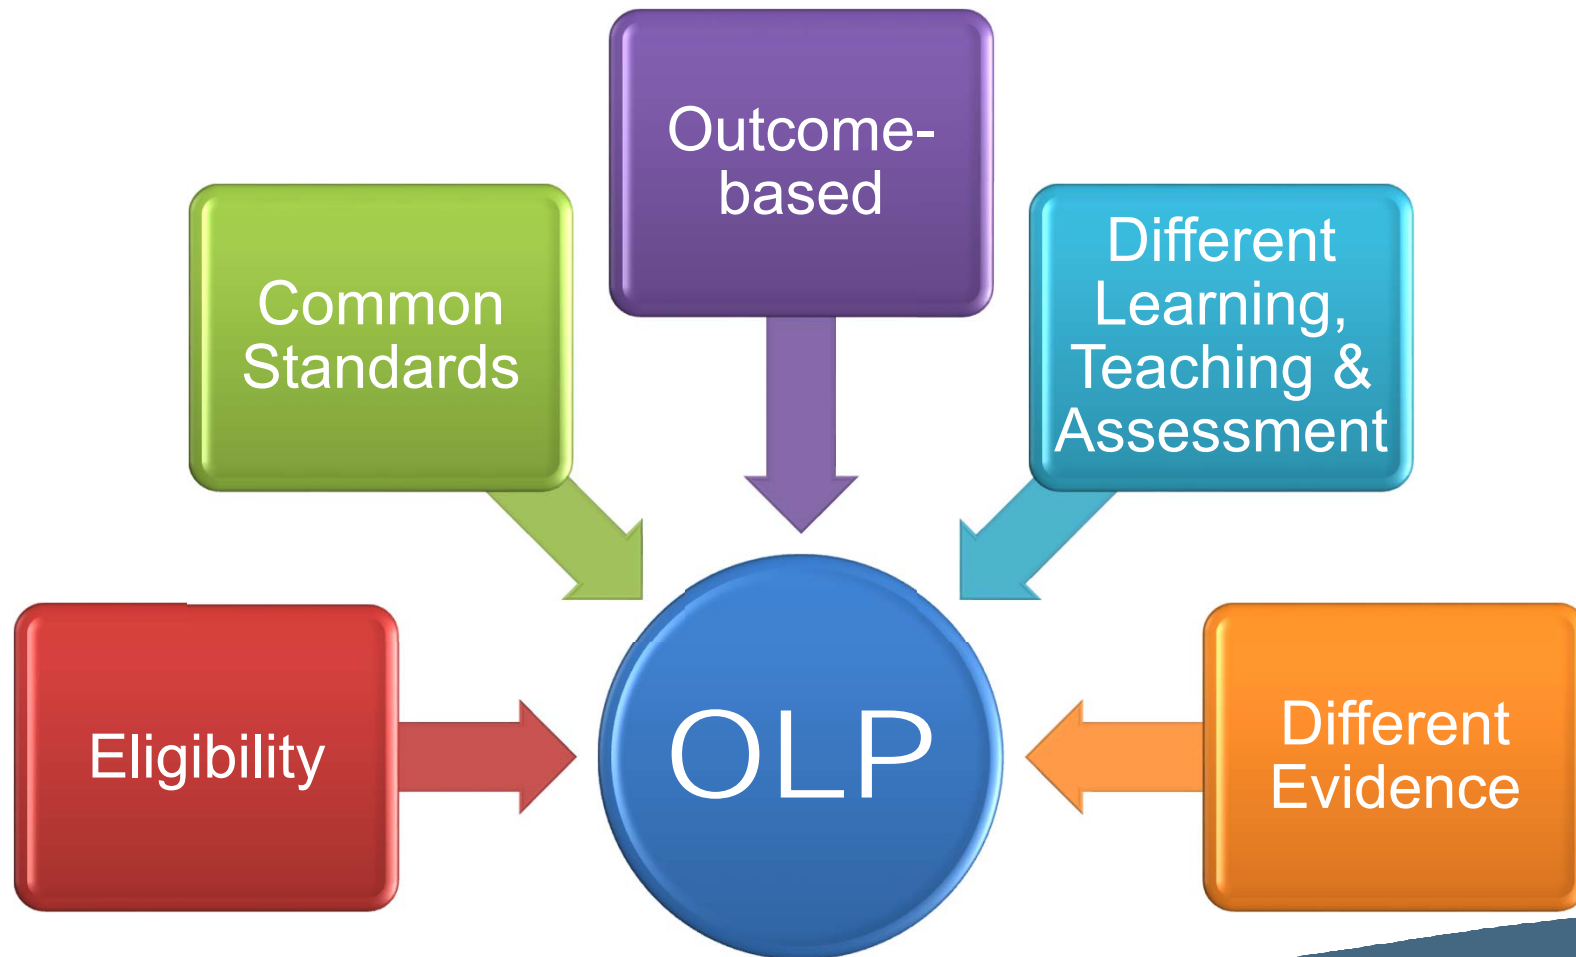 Outcome-
based
Common
Standards
Different
Learning,
Teaching &
Assessment
Eligibility
OLP
Different
Evidence